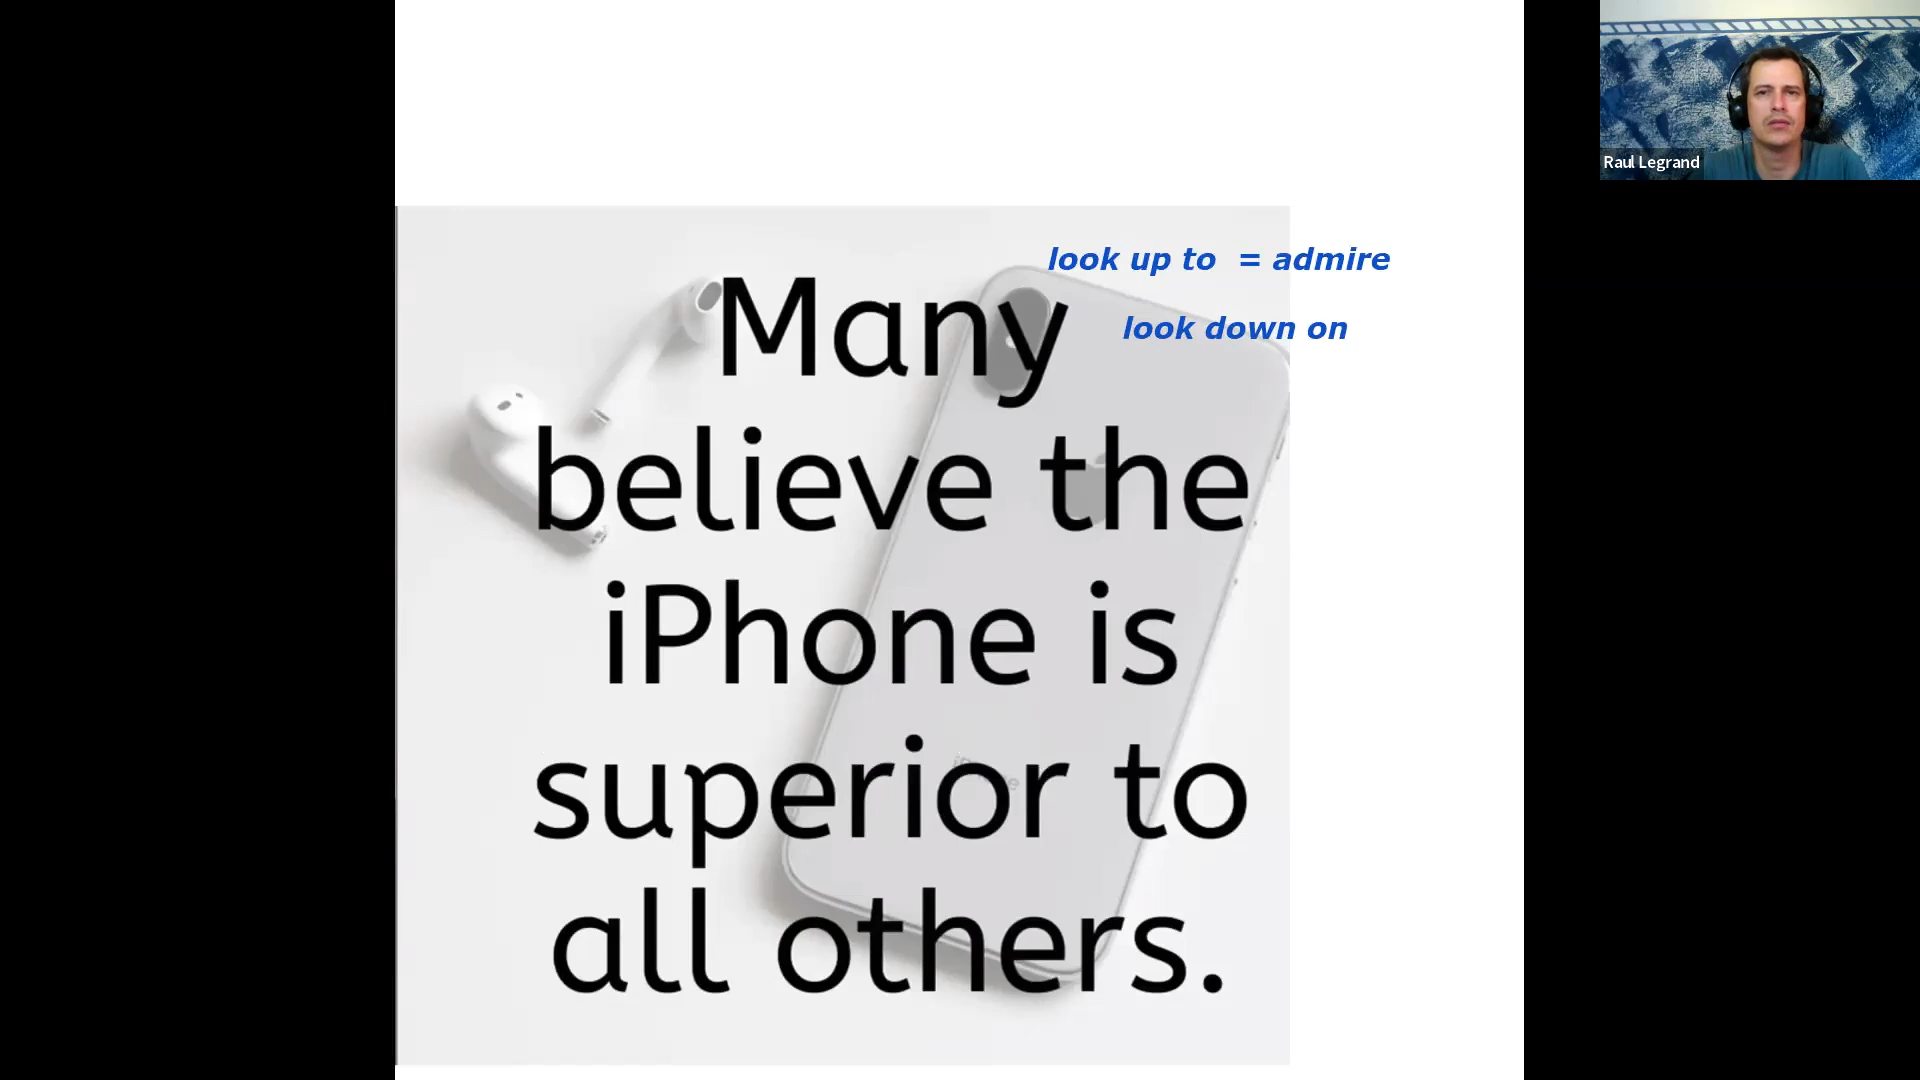 look up to = admire
look down on
Many
believe the
iPhone is
superior to
all others.
Raul Legrand